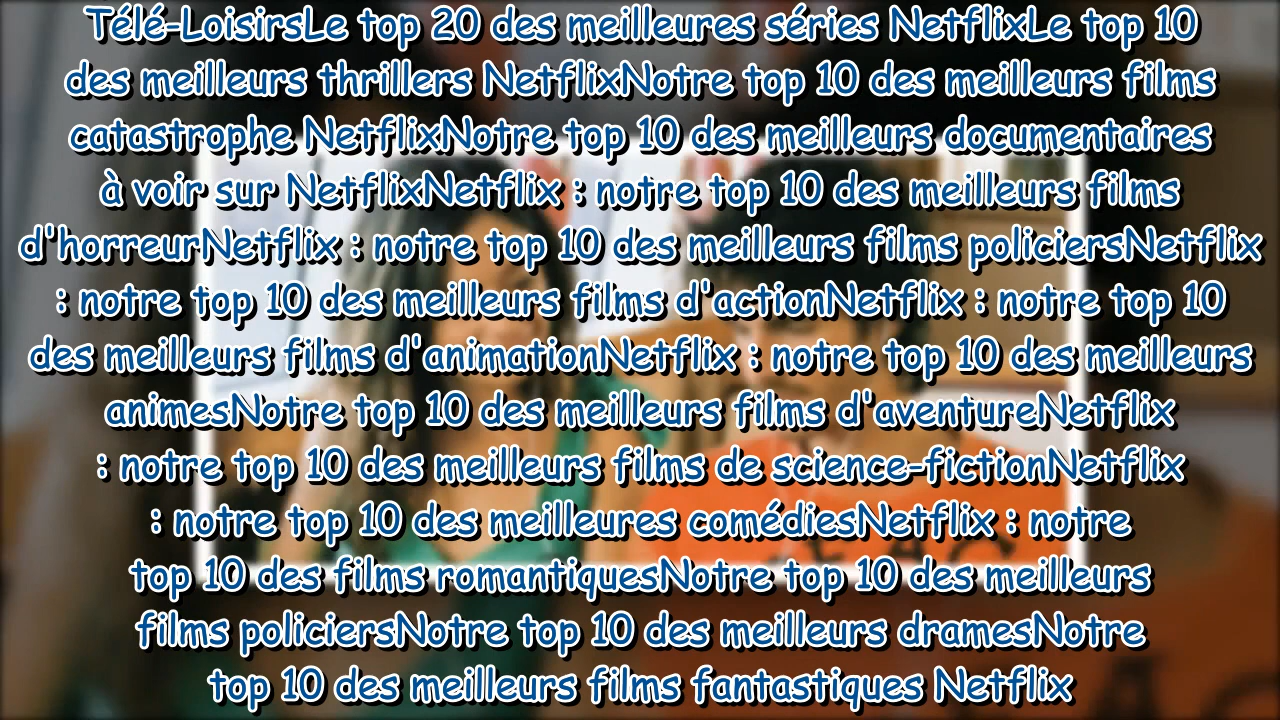 Télé-LoisirsLe top 20 des meilleures séries NetflixLe top 10
des meilleurs thrillers NetflixNotre top 10 des meilleurs films
catastrophe NetflixNotre top 10 des meilleurs documentaires
à voir sur NetflixNetflix : notre top 10 des meilleurs films
d'horreurNetflix : notre top 10 des meilleurs films policiersNetflix
: notre top 10 des meilleurs films d'actionNetflix : notre top 10
des meilleurs films d'animationNetflix : notre top 10 des meilleurs
animesNotre top 10 des meilleurs films d'aventureNetflix
: notre top 10 des meilleurs films de science-fictionNetflix
: notre top 10 des meilleures comédiesNetflix : notre
top 10 des films romantiquesNotre top 10 des meilleurs
films policiersNotre top 10 des meilleurs dramesNotre
top 10 des meilleurs films fantastiques Netflix